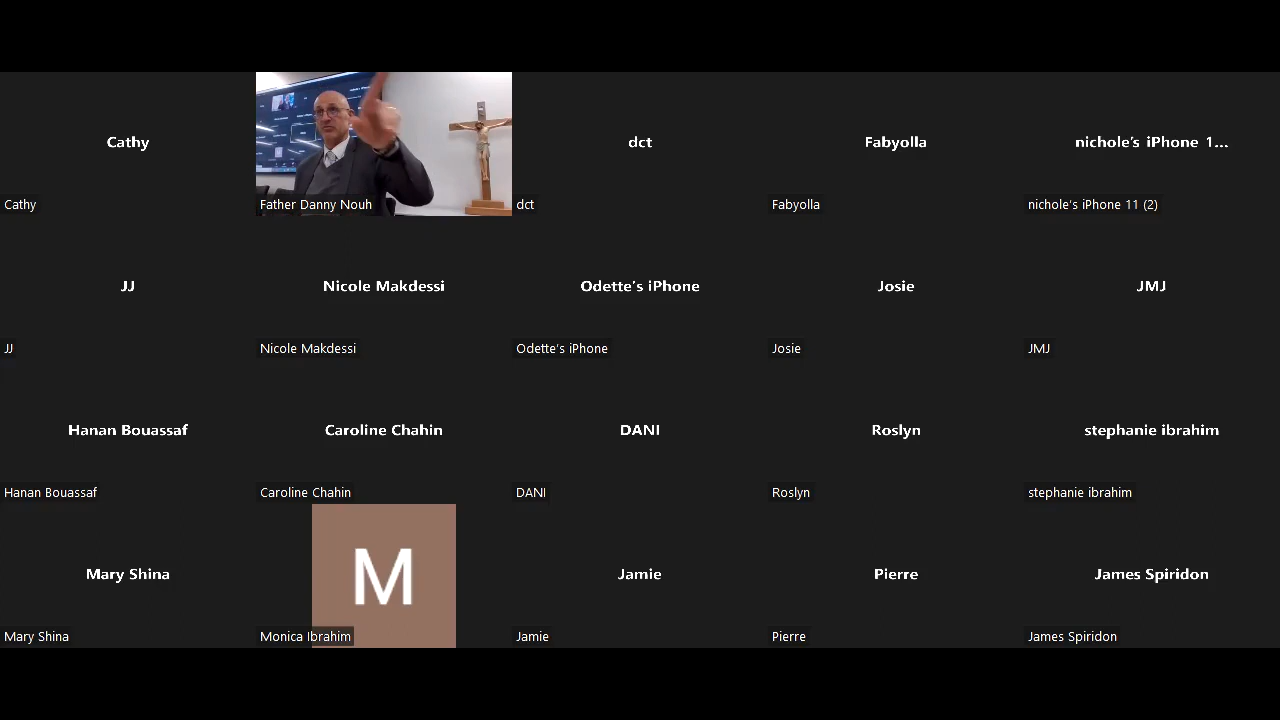 Cathy
Cathy
Father Danny Nouh
dct
dct
Fabyolla
Fabyolla
nichole's iPhone 1...
nichole's iPhone 11 (2)
JJ
JJ
Nicole Makdessi
Nicole Makdessi
Odette's iPhone
Odette's iPhone
Josie
Josie
JMJ
JMJ
Hanan Bouassaf
Hanan Bouassaf
Caroline Chahin
Caroline Chahin
DANI
DANI
Roslyn
Roslyn
stephanie ibrahim
stephanie ibrahim
Mary Shina
Mary Shina
M
Monica Ibrahim
Jamie
Jamie
Pierre
Pierre
James Spiridon
James Spiridon